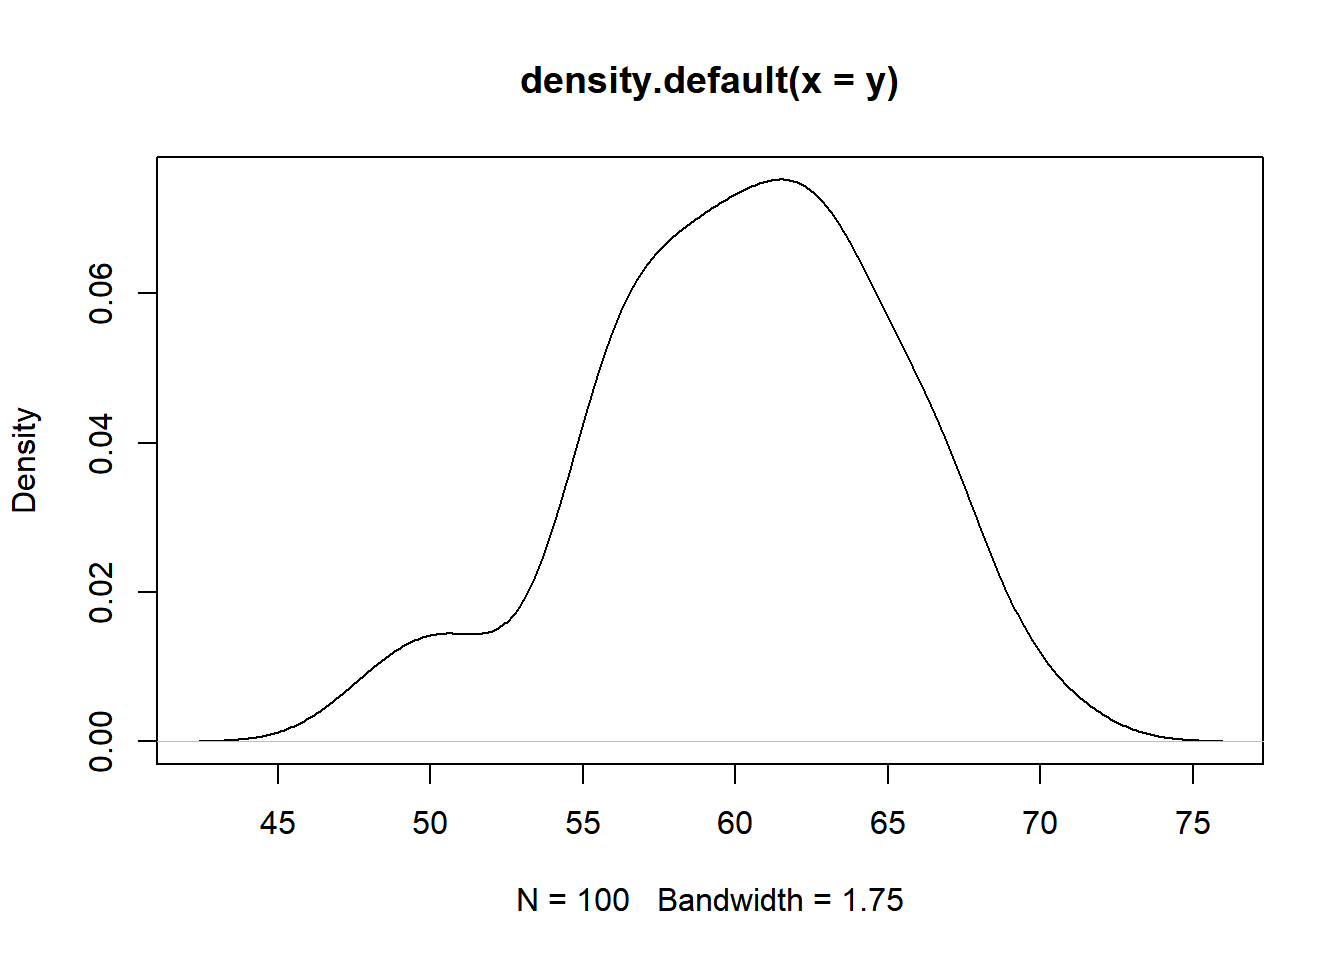 density.default(x = y)
Density
0.06
0.04
0.02
0.00
45 50 55 60 65 70 75
N = 100   Bandwidth = 1.75